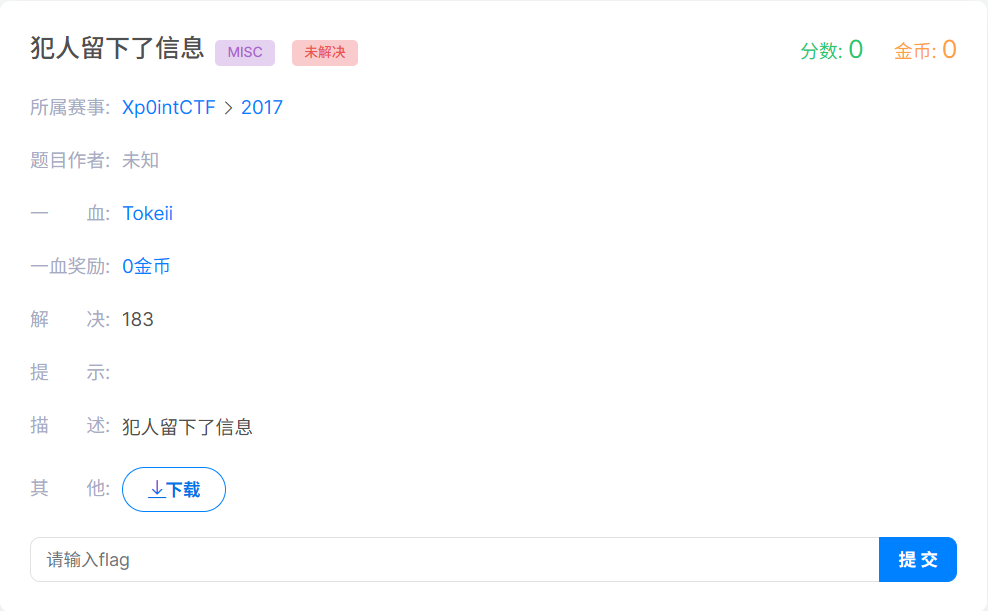 犯人留下了信息 MISC 未解决 分数: 0 金币: 0
所属赛事: Xp0intCTF > 2017
题目作者: 未知
一 血: Tokeii
一血奖励: 0金币
解 决: 183
提 示:
描 述: 犯人留下了信息
其 他: 下载
请输入flag 提 交